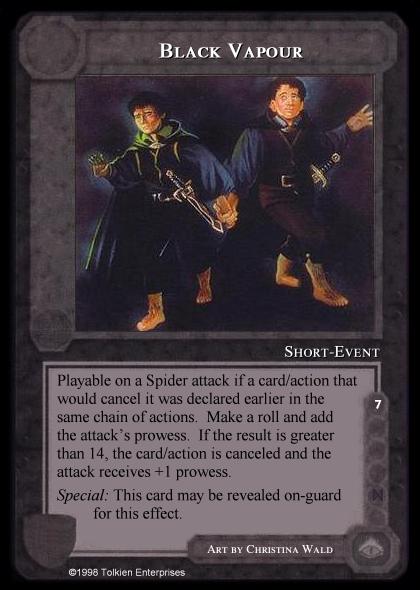 BLACK VAPOUR
SHORT-EVENT
Playable on a Spider attack if a card/action that
would cancel it was declared earlier in the
same chain of actions.  Make a roll and add
the attack's prowess.  If the result is greater
than 14, the card/action is canceled and the
attack receives +1 prowess.
7
Special: This card may be revealed on-guard
for this effect.
ART BY CHRISTINA WALD
©1998 Tolkien Enterprises